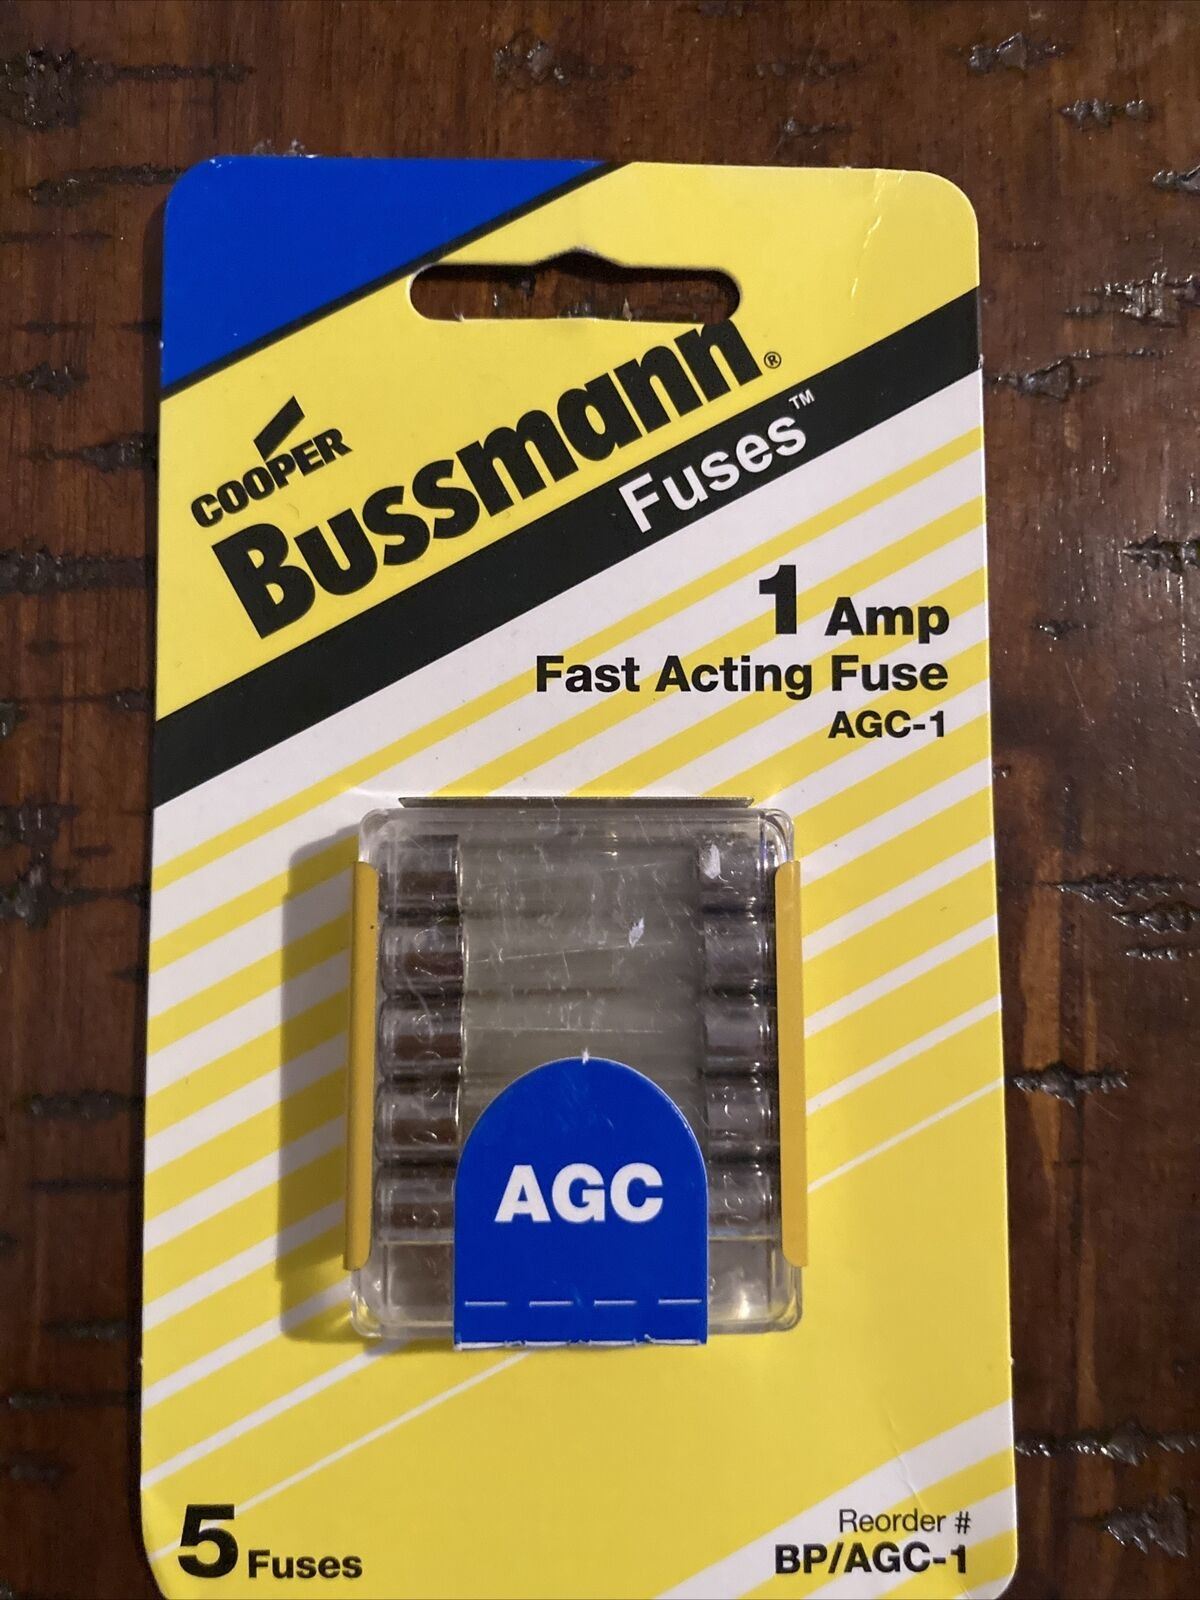 COOPER
Bussmann®
Fuses™
1 Amp
Fast Acting Fuse
AGC-1
AGC
5 Fuses
Reorder #
BP/AGC-1